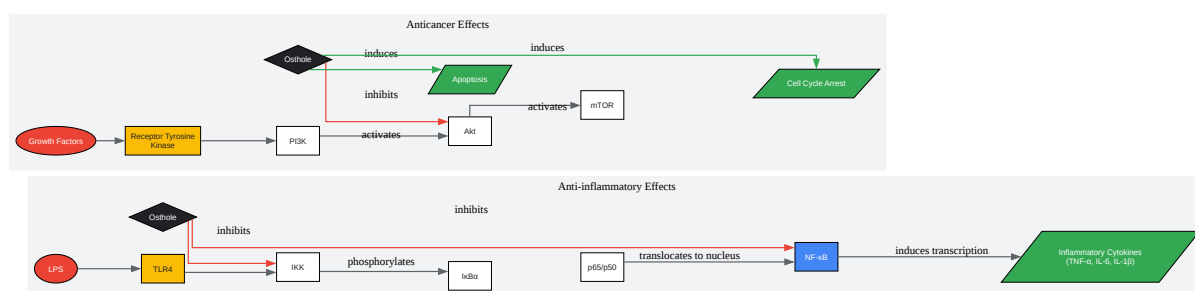 Anticancer Effects
Osthole
induces
induces
Apoptosis
Cell Cycle Arrest
inhibits
activates
mTOR
Growth Factors
Receptor Tyrosine
Kinase
PI3K
activates
Akt
Anti-inflammatory Effects
Osthole
inhibits
inhibits
LPS
TLR4
IKK
phosphorylates
IκBα
p65/p50
translocates to nucleus
NF-κB
induces transcription
Inflammatory Cytokines
(TNF-α, IL-6, IL-1β)